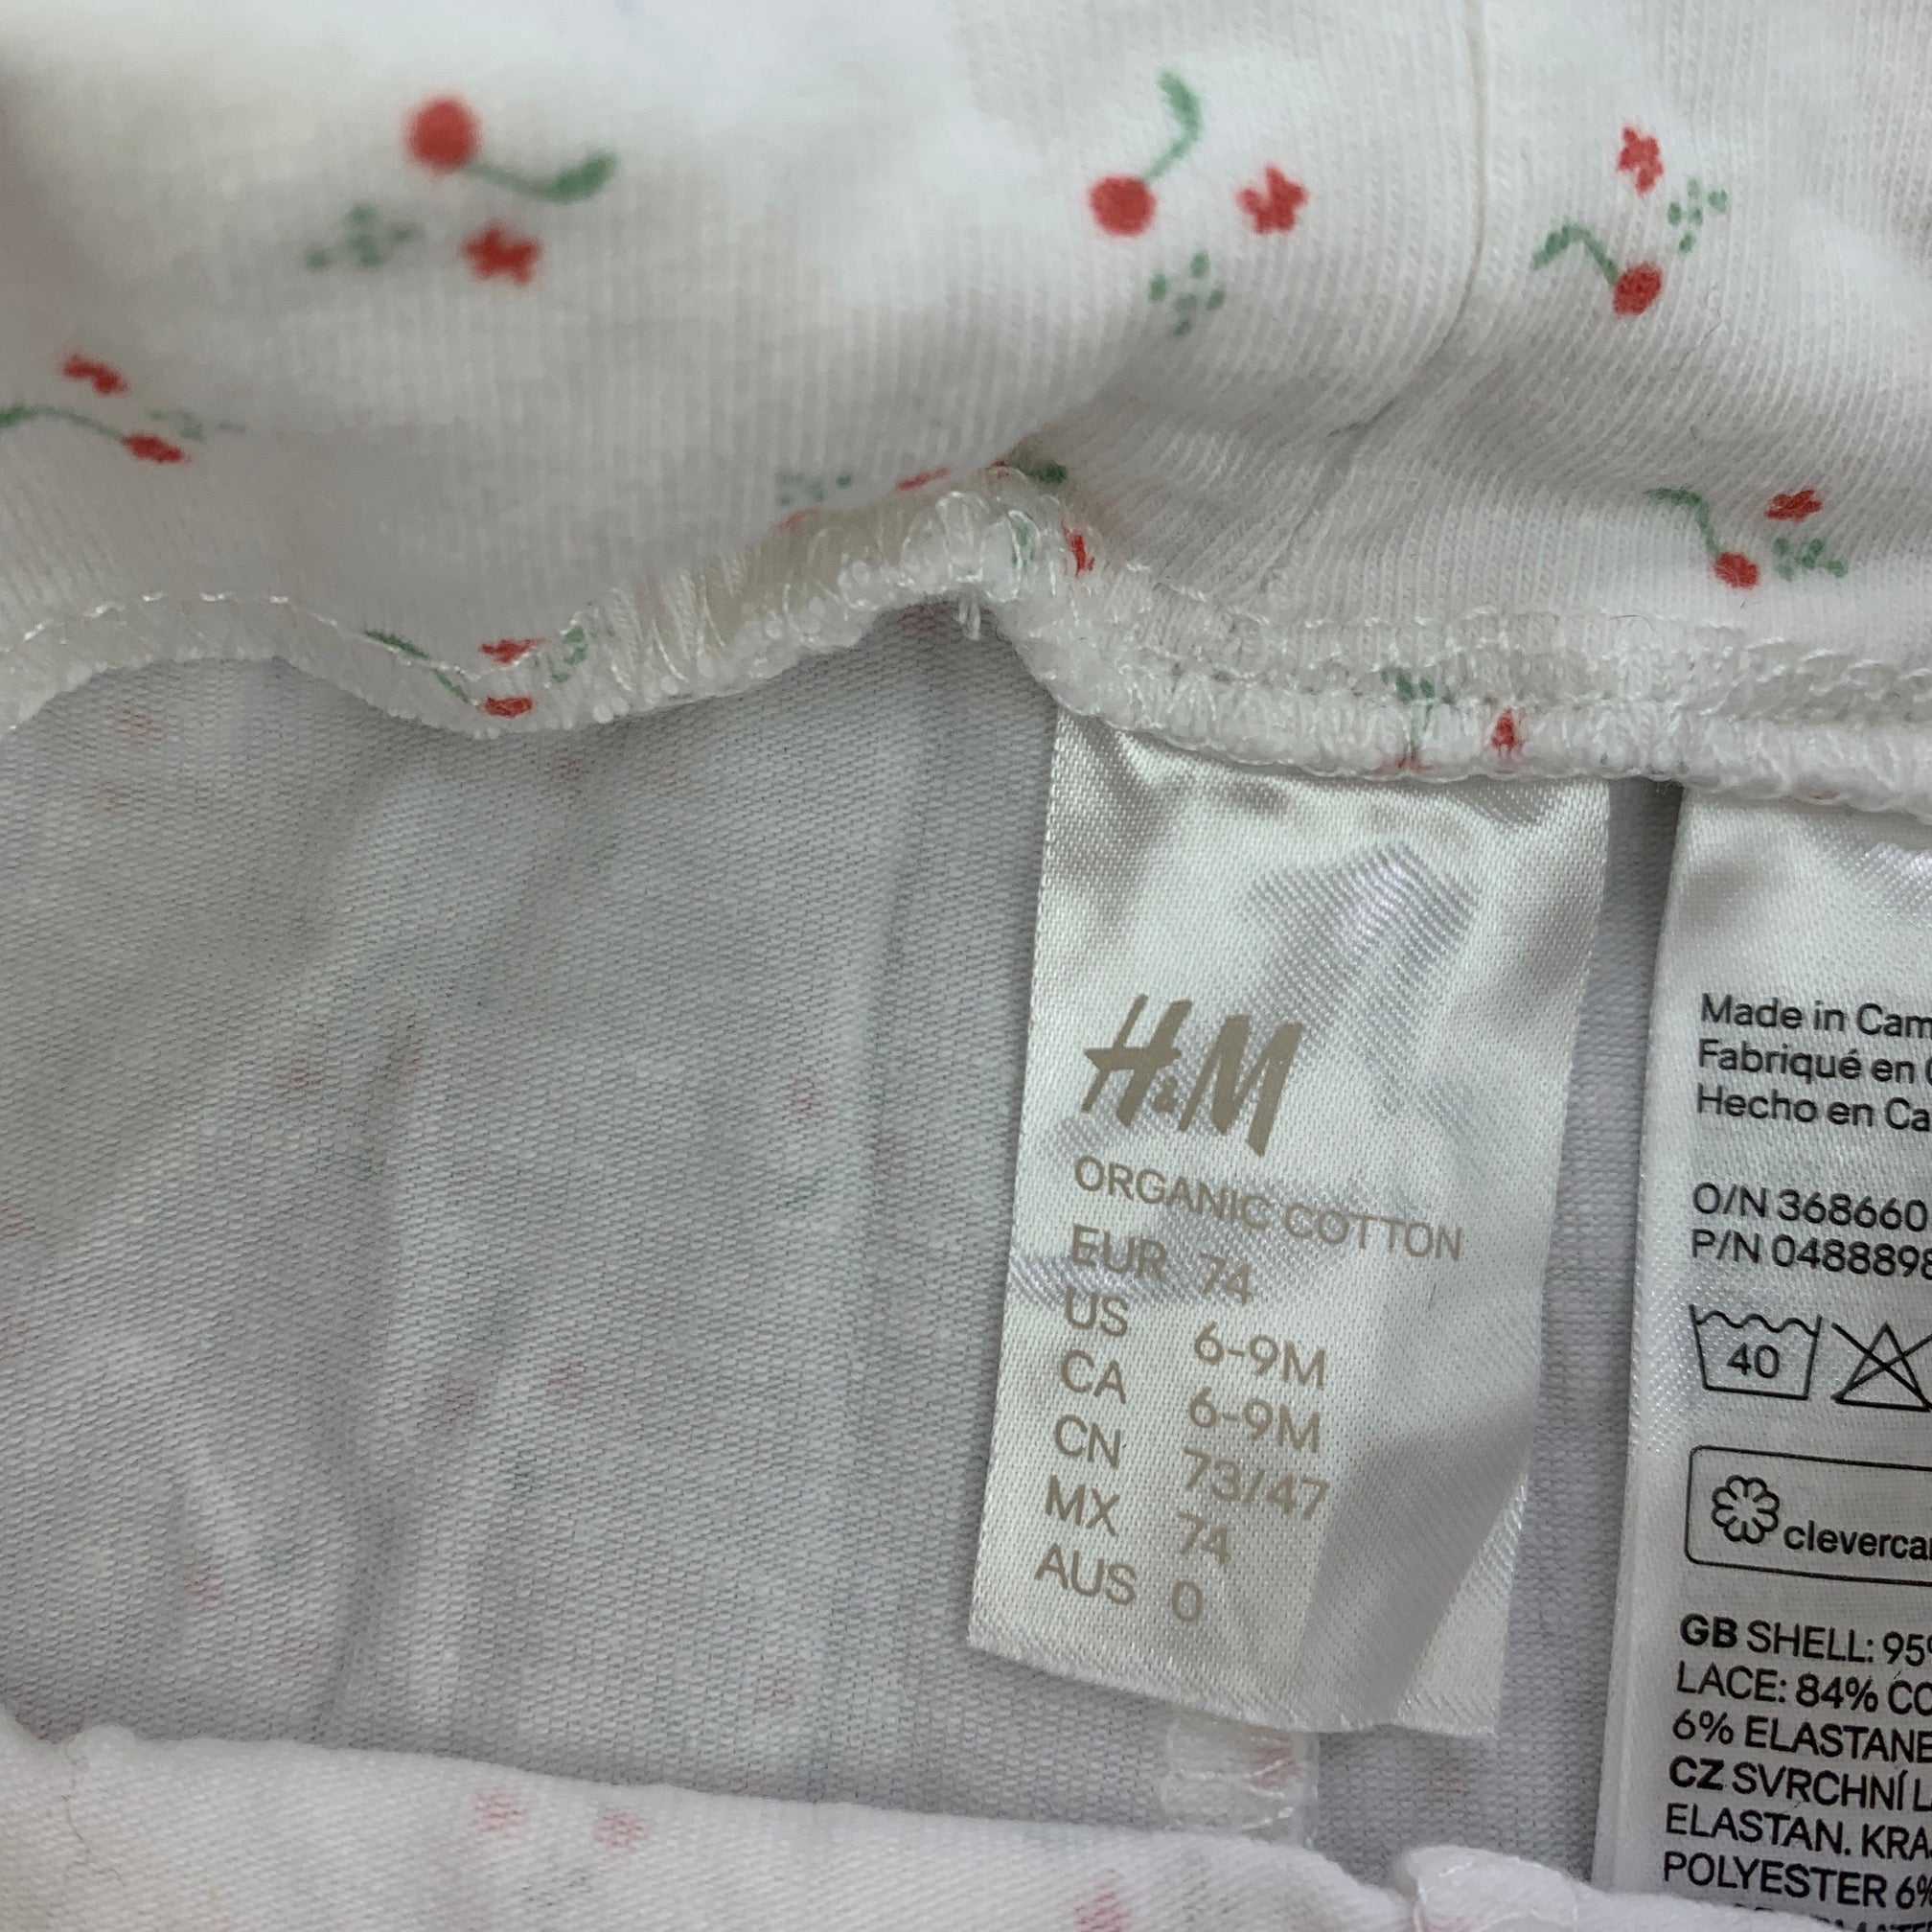 H&M
ORGANIC COTTON
EUR 74
US 6-9M
CA 6-9M
CN 73/47
MX 74
AUS 0
Made in Cam
Fabriqué en
Hecho en Ca
O/N 368660
P/N 0488898
40
cleverca
GB SHELL: 95
LACE: 84% CO
6% ELASTANE
CZ SVRCHNÍ L
ELASTAN. KRA
POLYESTER 6%